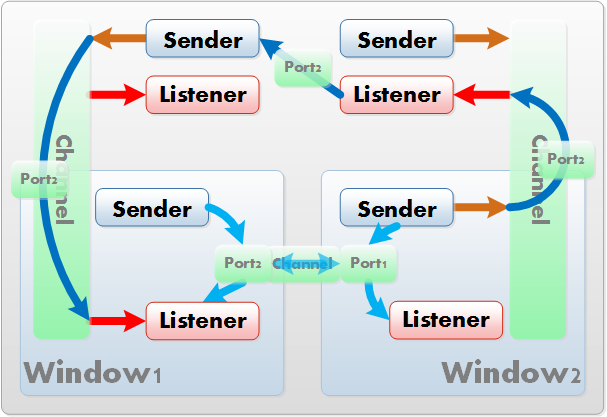 Sender
Sender
Port2
Listener
Listener
Channel
Channel
Port2
Port2
Sender
Sender
Port2
Channel
Port1
Listener
Listener
Window1
Window2